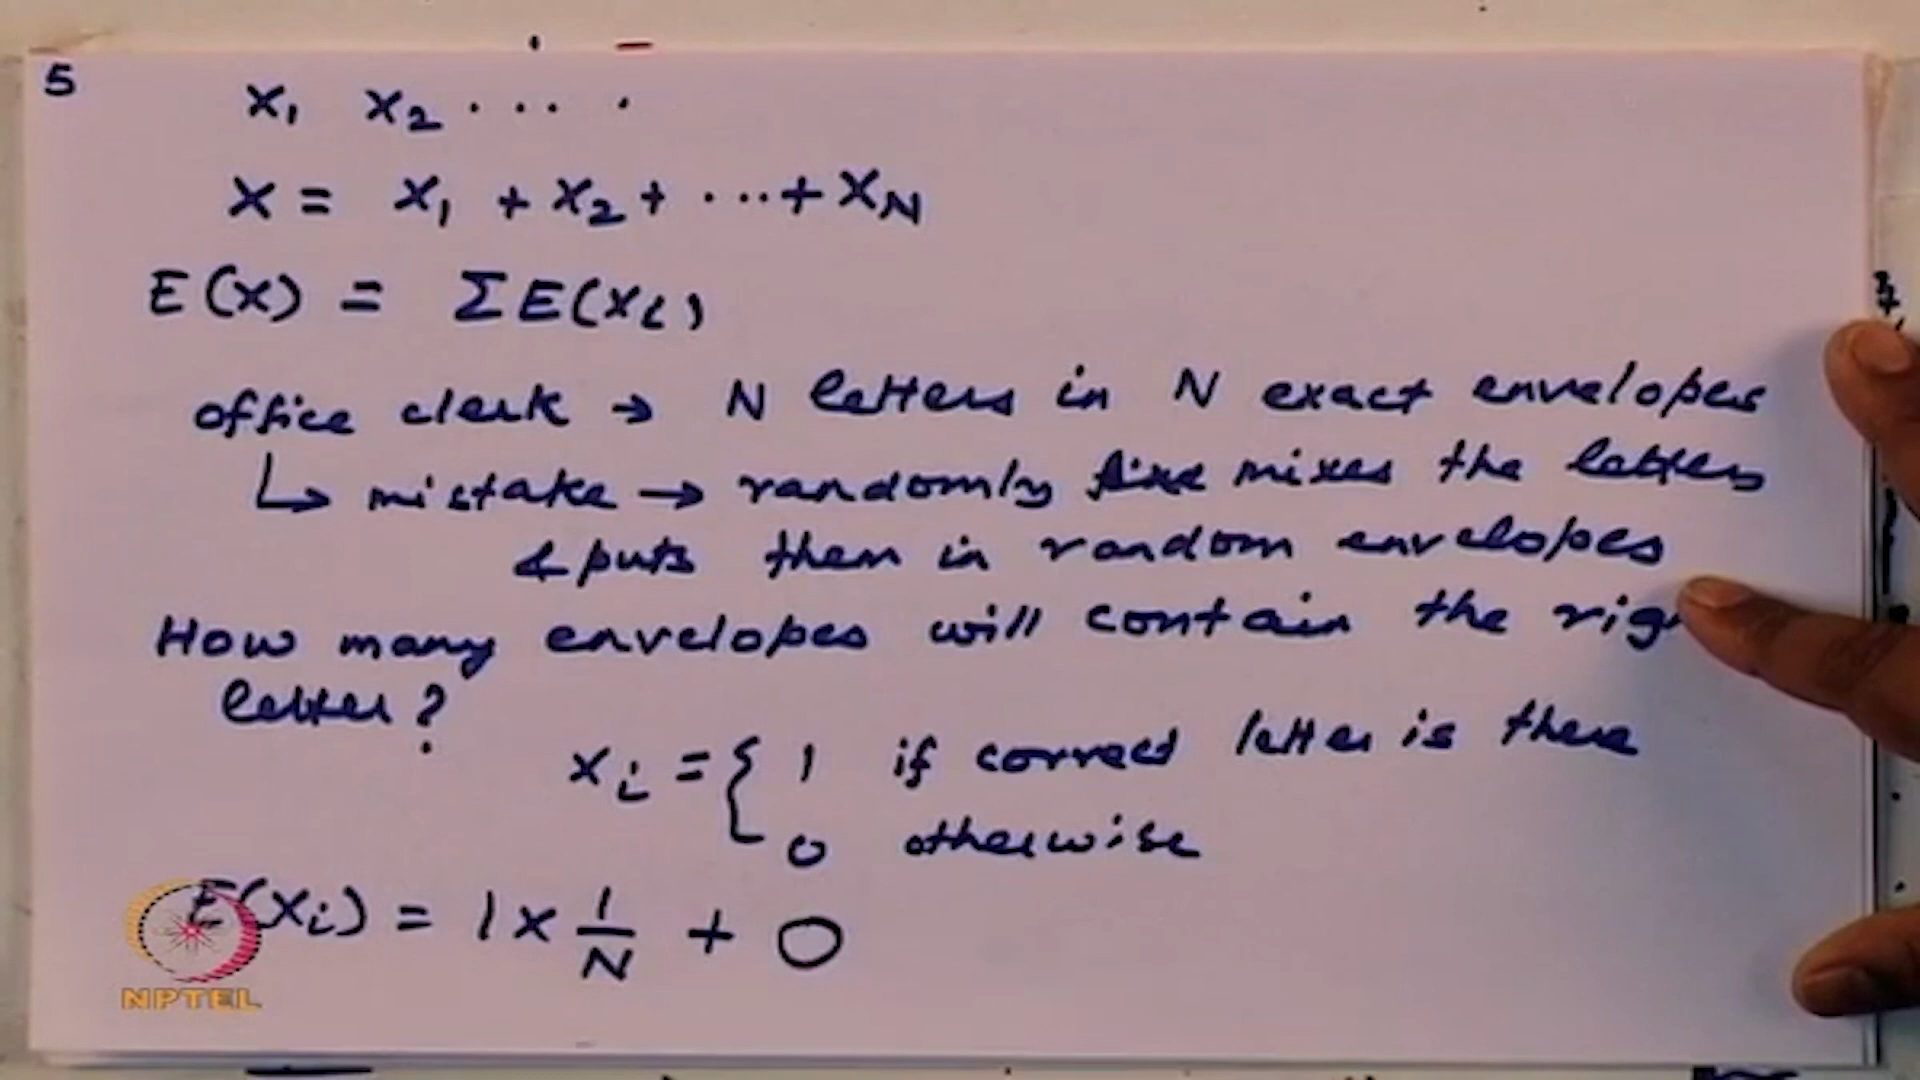 5
x₁ x₂ · · · ·
x = x₁ + x₂ + · · · + x_N
E(x) = ΣE(xᵢ)
office clerk → N letters in N exact envelopes
↳ mistake → randomly mixes the letters
& puts them in random envelopes
How many envelopes will contain the rig
letter?
xᵢ = { 1 if correct letter is there
0 otherwise
E(xᵢ) = 1 x 1/N + 0
NPTEL